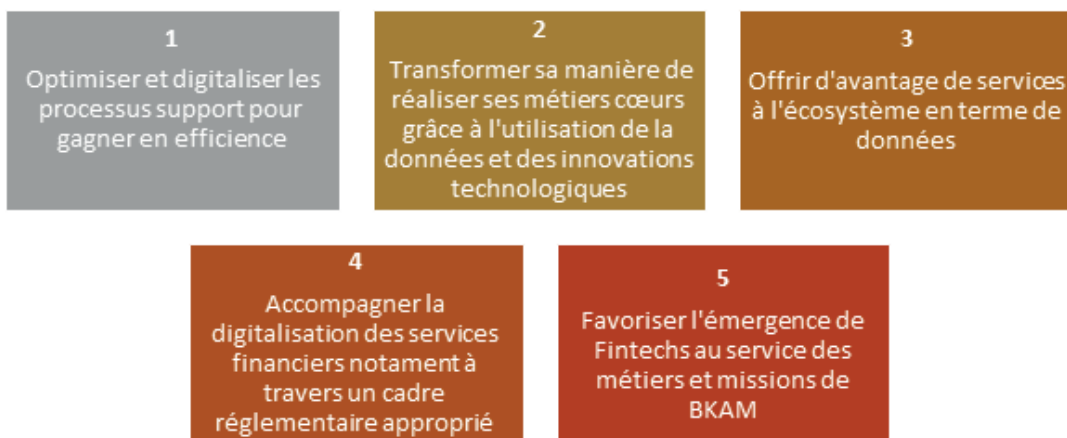 1
Optimiser et digitaliser les
processus support pour
gagner en efficience
2
Transformer sa manière de
réaliser ses métiers cœurs
grâce à l'utilisation de la
données et des innovations
technologiques
3
Offrir d'avantage de services
à l'écosystème en terme de
données
4
Accompagner la
digitalisation des services
financiers notament à
travers un cadre
réglementaire approprié
5
Favoriser l'émergence de
Fintechs au service des
métiers et missions de
BKAM